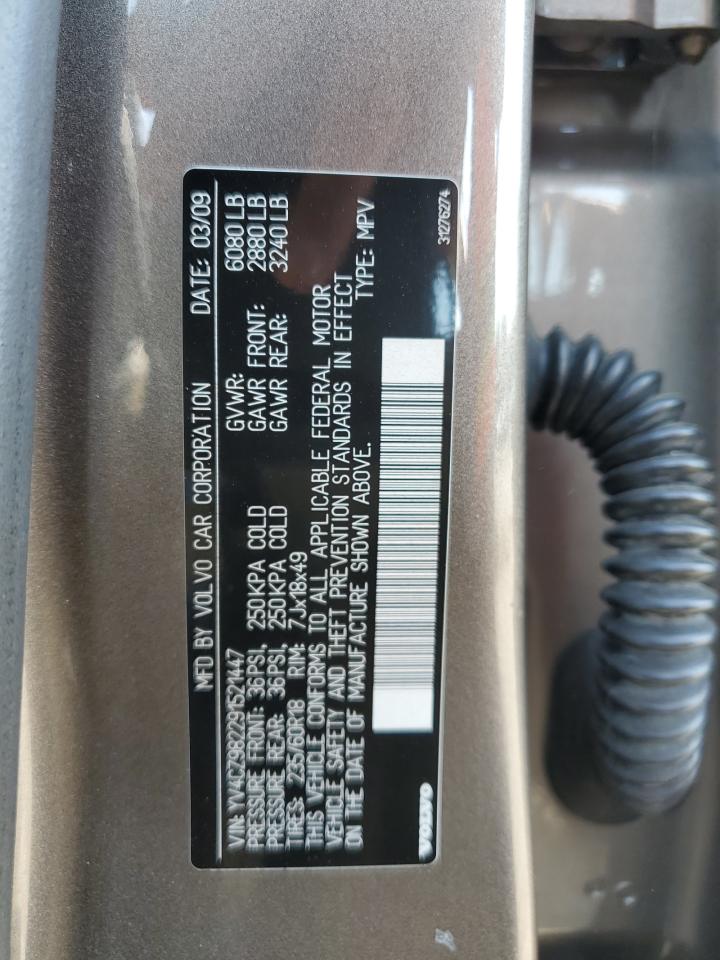 MFD BY VOLVO CAR CORPORATION DATE: 03/09
VIN: YV4CZ982291521447 GVWR: 6080 LB
PRESSURE FRONT: 36PSI, 250KPA COLD GAWR FRONT: 2880 LB
PRESSURE REAR: 36PSI, 250KPA COLD GAWR REAR: 3240 LB
TIRES: 235/60R18 RIM: 7Jx18x49
THIS VEHICLE CONFORMS TO ALL APPLICABLE FEDERAL MOTOR
VEHICLE SAFETY AND THEFT PREVENTION STANDARDS IN EFFECT
ON THE DATE OF MANUFACTURE SHOWN ABOVE. TYPE: MPV
VOLVO 31276274